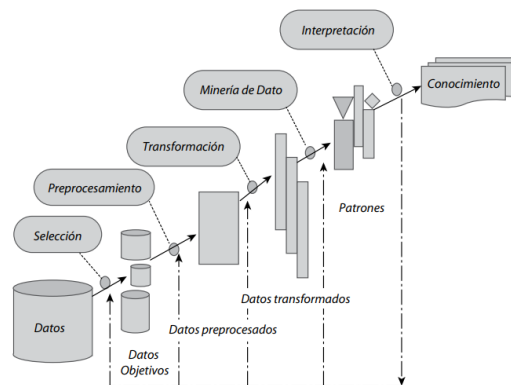 Interpretación
Conocimiento
Minería de Dato
Transformación
Preprocesamiento
Patrones
Selección
Datos transformados
Datos
Datos preprocesados
Datos
Objetivos